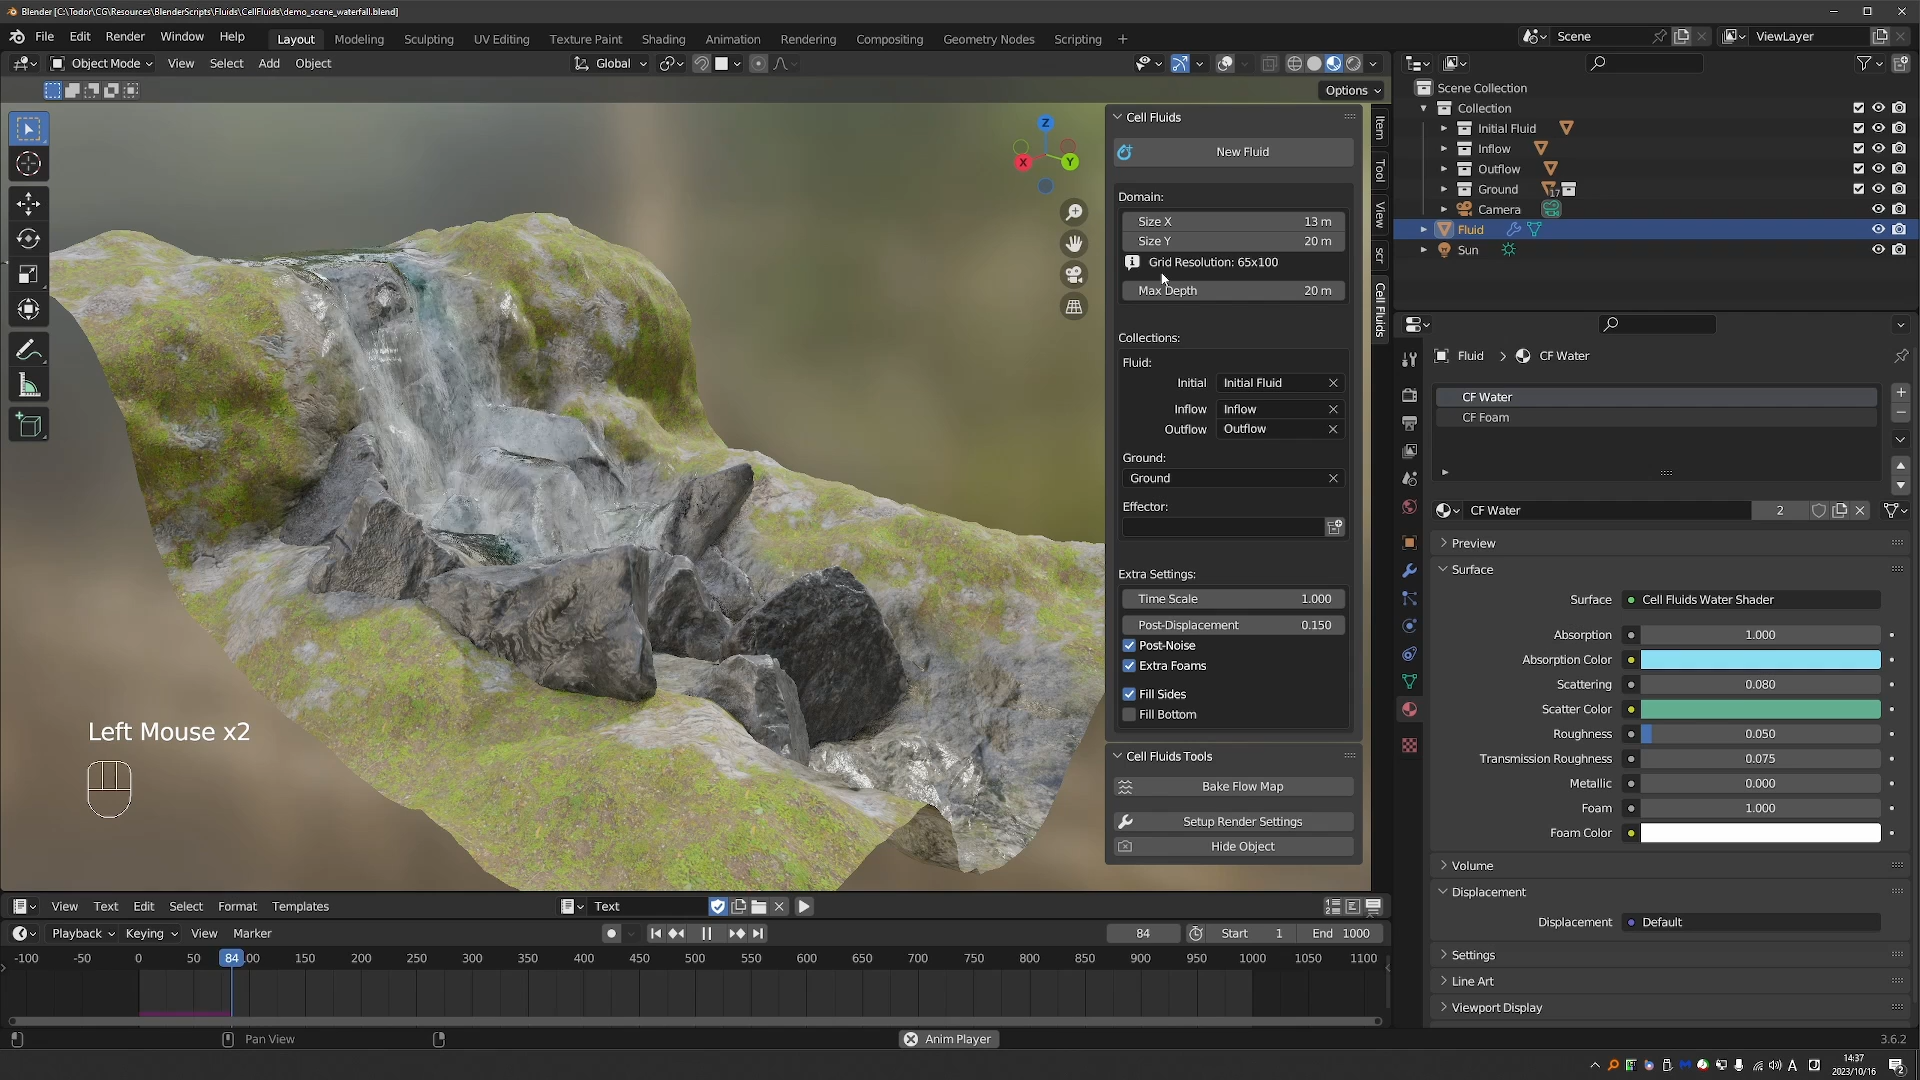 Blender [C:\Todor\CG\Resources\BlenderScripts\Fluids\CellFluids\demo_scene_waterfall.blend]
File Edit Render Window Help Layout Modeling Sculpting UV Editing Texture Paint Shading Animation Rendering Compositing Geometry Nodes Scripting +
Scene ViewLayer
Object Mode View Select Add Object Global
Options
Z
X
Y
Cell Fluids
New Fluid
Domain:
Size X 13 m
Size Y 20 m
Grid Resolution: 65x100
Max Depth 20 m
Collections:
Fluid:
Initial Initial Fluid
Inflow Inflow
Outflow Outflow
Ground:
Ground
Effector:
Extra Settings:
Time Scale 1.000
Post-Displacement 0.150
Post-Noise
Extra Foams
Fill Sides
Fill Bottom
Cell Fluids Tools
Bake Flow Map
Setup Render Settings
Hide Object
Item
Tool
View
scr
Cell Fluids
Left Mouse x2
Scene Collection
Collection
Initial Fluid
Inflow
Outflow
Ground 17
Camera
Fluid
Sun
Fluid > CF Water
CF Water
CF Foam
CF Water 2
Preview
Surface
Surface Cell Fluids Water Shader
Absorption 1.000
Absorption Color
Scattering 0.080
Scatter Color
Roughness 0.050
Transmission Roughness 0.075
Metallic 0.000
Foam 1.000
Foam Color
Volume
Displacement
Displacement Default
Settings
Line Art
Viewport Display
View Text Edit Select Format Templates Text
Playback Keying View Marker 84 Start 1 End 1000
-100 -50 0 50 84 00 150 200 250 300 350 400 450 500 550 600 650 700 750 800 850 900 950 1000 1050 1100
Pan View Anim Player 3.6.2
A 14:37
2023/10/16
2